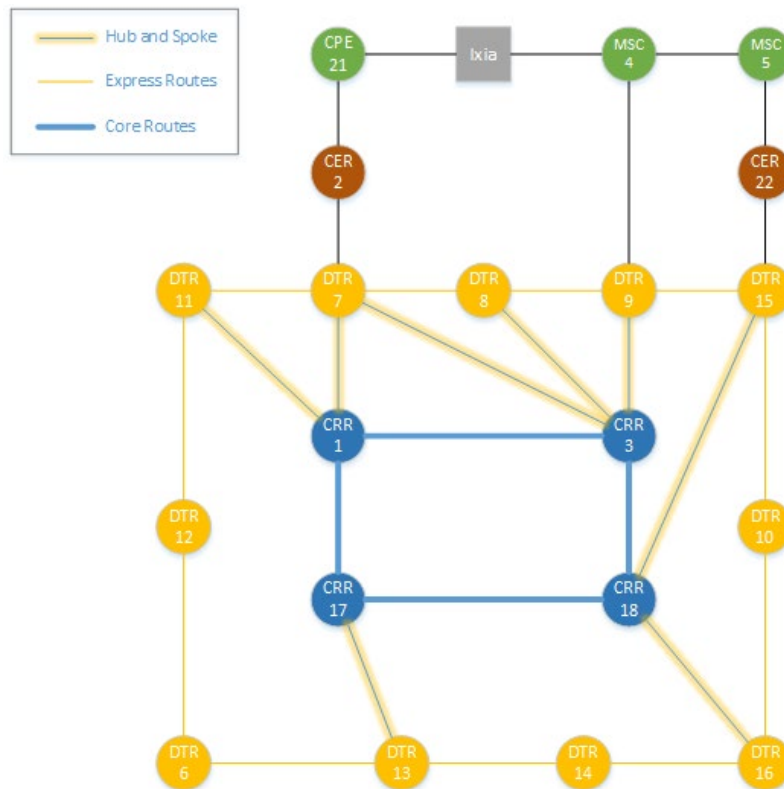 Hub and Spoke
Express Routes
Core Routes
CPE
21
Ixia
MSC
4
MSC
5
CER
2
CER
22
DTR
11
DTR
7
DTR
8
DTR
9
DTR
15
CRR
1
CRR
3
DTR
12
DTR
10
CRR
17
CRR
18
DTR
6
DTR
13
DTR
14
DTR
16